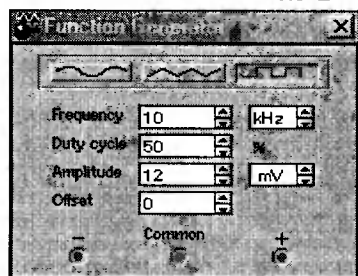 Function Generator
Frequency 10 kHz
Duty cycle 50 %
Amplitude 12 mV
Offset 0
- Common +